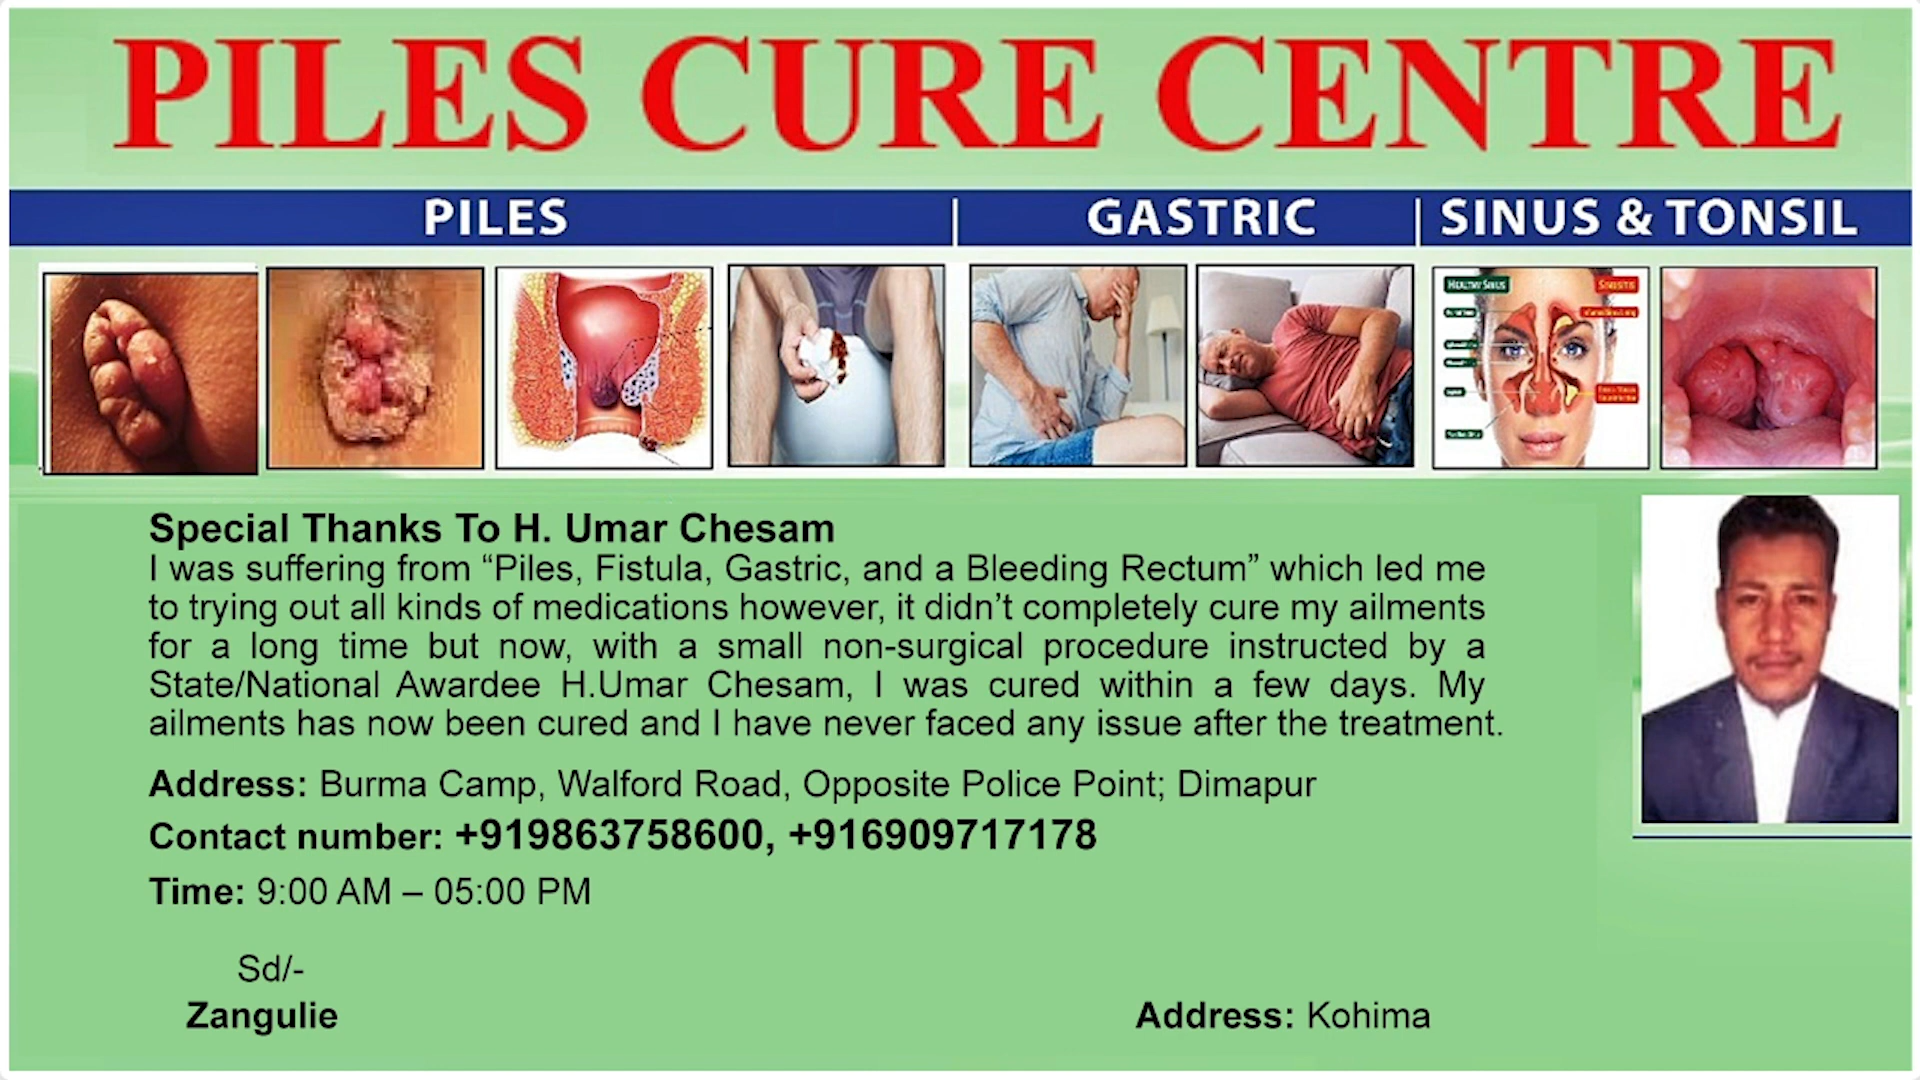 PILES CURE CENTRE
PILES | GASTRIC | SINUS & TONSIL
HEALTHY SINUS SINUSITIS
Special Thanks To H. Umar Chesam
I was suffering from “Piles, Fistula, Gastric, and a Bleeding Rectum” which led me
to trying out all kinds of medications however, it didn’t completely cure my ailments
for a long time but now, with a small non-surgical procedure instructed by a
State/National Awardee H.Umar Chesam, I was cured within a few days. My
ailments has now been cured and I have never faced any issue after the treatment.
Address: Burma Camp, Walford Road, Opposite Police Point; Dimapur
Contact number: +919863758600, +916909717178
Time: 9:00 AM – 05:00 PM
Sd/-
Zangulie
Address: Kohima